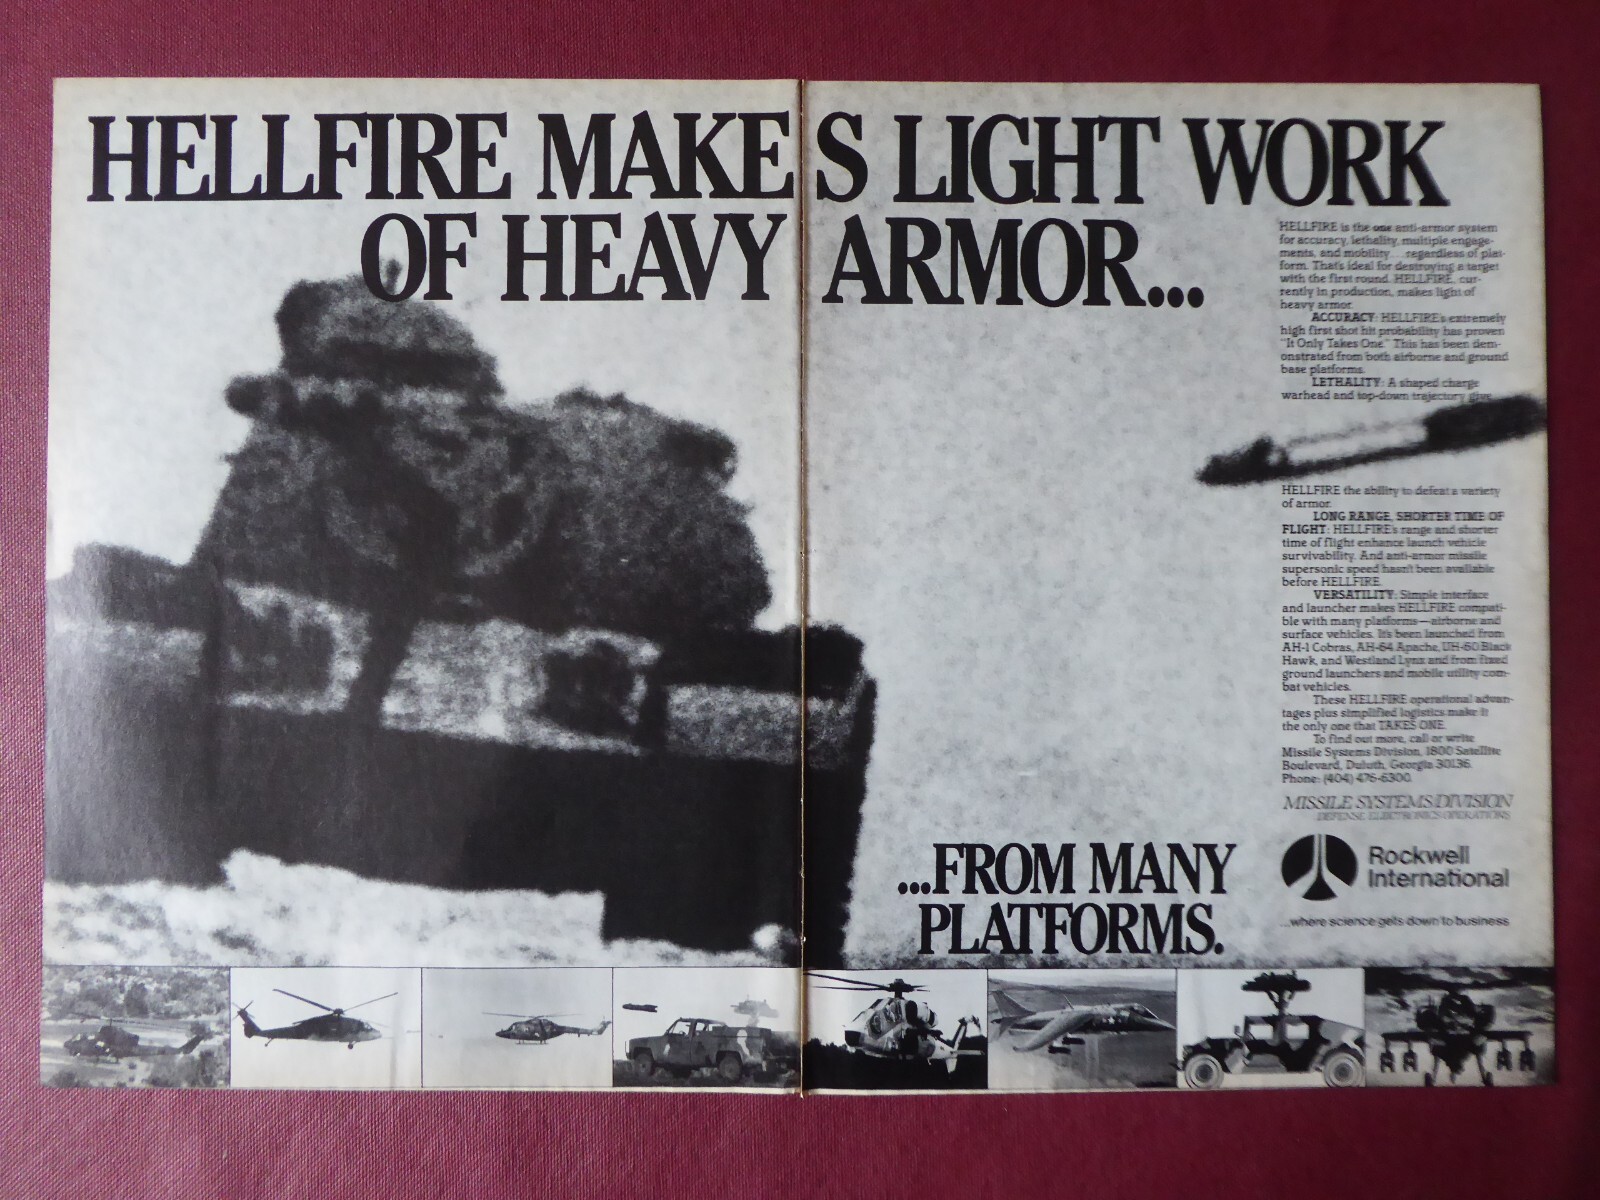 HELLFIRE MAKES LIGHT WORK
OF HEAVY ARMOR...
HELLFIRE is the one anti-armor system
for accuracy, lethality, multiple engage-
ments, and mobility...regardless of plat-
form. That's ideal for destroying a target
with the first round. HELLFIRE, cur-
rently in production, makes light of
heavy armor.
ACCURACY: HELLFIRE's extremely
high first shot hit probability has proven
"It Only Takes One." This has been dem-
onstrated from both airborne and ground
base platforms.
LETHALITY: A shaped charge
warhead and top-down trajectory give
HELLFIRE the ability to defeat a variety
of armor.
LONG RANGE, SHORTER TIME OF
FLIGHT: HELLFIRE's range and shorter
time of flight enhance launch vehicle
survivability. And anti-armor missile
supersonic speed hasn't been available
before HELLFIRE.
VERSATILITY: Simple interface
and launcher makes HELLFIRE compati-
ble with many platforms—airborne and
surface vehicles. It's been launched from
AH-1 Cobras, AH-64 Apache, UH-60 Black
Hawk, and Westland Lynx and from fixed
ground launchers and mobile utility com-
bat vehicles.
These HELLFIRE operational advan-
tages plus simplified logistics make it
the only one that TAKES ONE.
To find out more, call or write
Missile Systems Division, 1800 Satellite
Boulevard, Duluth, Georgia 30136.
Phone: (404) 476-6300.
MISSILE SYSTEMS DIVISION
DEFENSE ELECTRONICS OPERATIONS
...FROM MANY
PLATFORMS.
Rockwell
International
...where science gets down to business